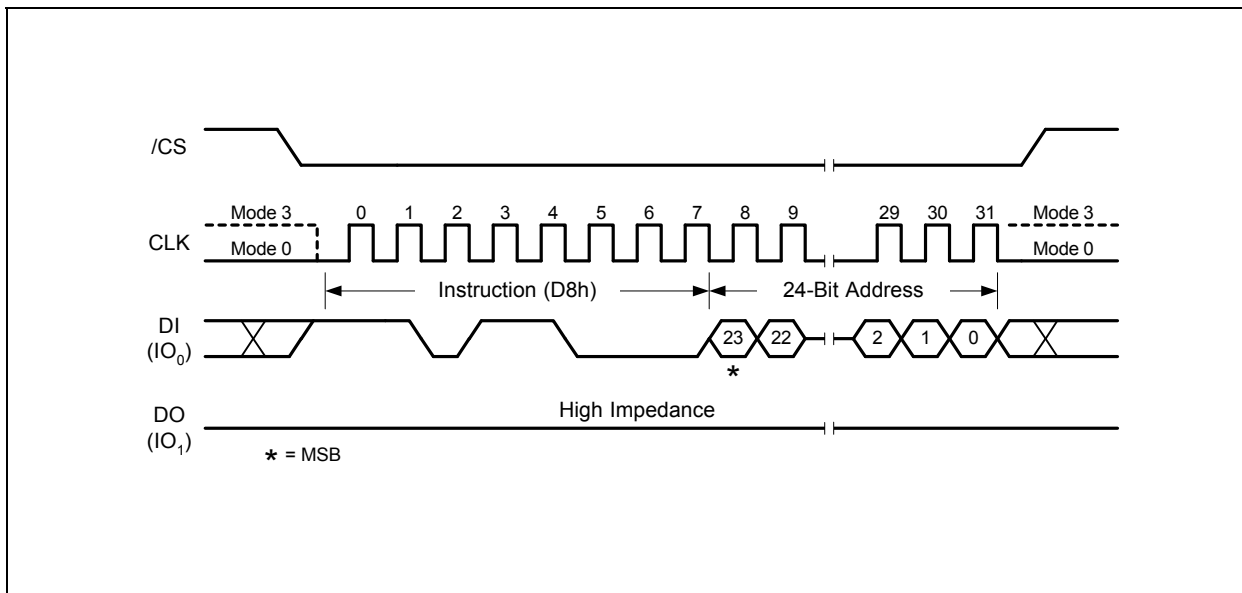 /CS
Mode 3 0 1 2 3 4 5 6 7 8 9 29 30 31 Mode 3
CLK
Mode 0 Mode 0
Instruction (D8h) 24-Bit Address
DI
(IO₀)
23 22 2 1 0
*
High Impedance
DO
(IO₁)
* = MSB